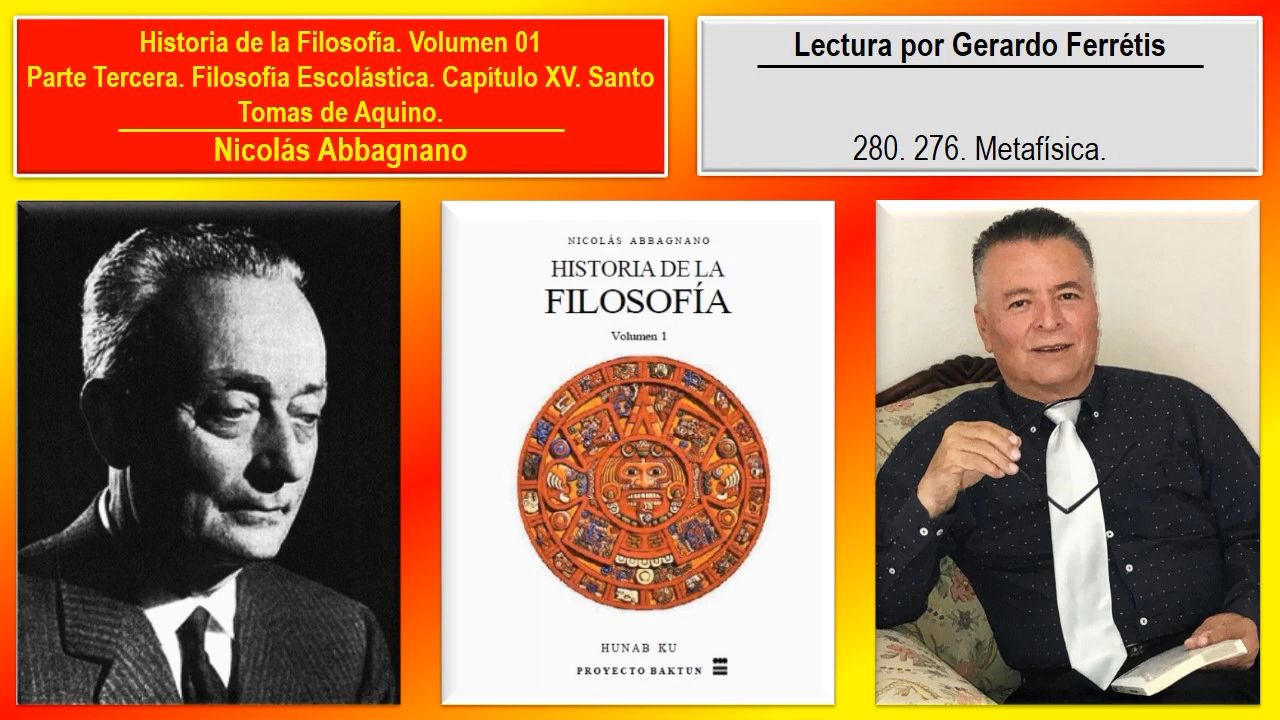 Historia de la Filosofía. Volumen 01
Parte Tercera. Filosofía Escolástica. Capítulo XV. Santo
Tomas de Aquino.
Nicolás Abbagnano
Lectura por Gerardo Ferrétis
280. 276. Metafísica.
NICOLÁS ABBAGNANO
HISTORIA DE LA
FILOSOFÍA
Volumen 1
HUNAB KU
PROYECTO BAKTUN